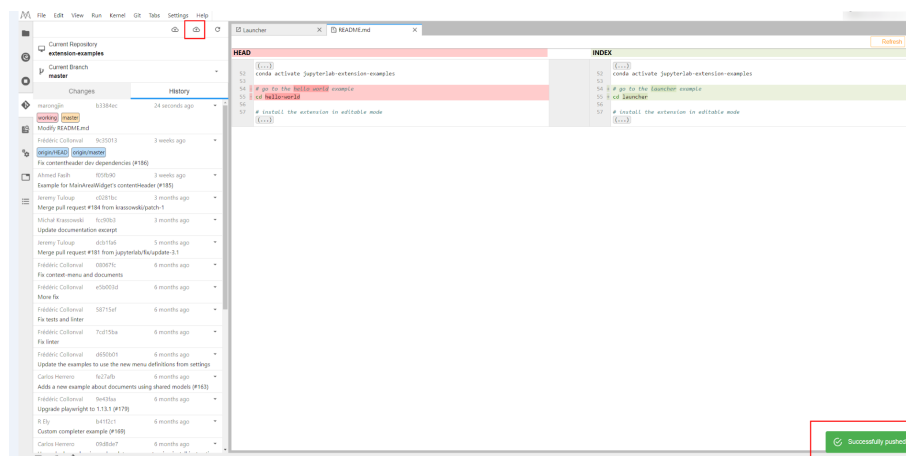 File Edit View Run Kernel Git Tabs Settings Help
Current Repository
extension-examples
Current Branch
master
Changes History
marongjin b3384ec 24 seconds ago
working master
Modify README.md
Frédéric Collonval 9c35013 3 weeks ago
origin/HEAD origin/master
Fix contentheader dev dependencies (#186)
Ahmed Fasih f05fb90 3 weeks ago
Example for MainAreaWidget's contentHeader (#185)
Jeremy Tuloup c0281bc 3 months ago
Merge pull request #184 from krassowski/patch-1
Michał Krassowski fcc90b3 3 months ago
Update documentation excerpt
Jeremy Tuloup dcb1fa6 5 months ago
Merge pull request #181 from jupyterlab/fix/update-3.1
Frédéric Collonval 00067fc 6 months ago
Fix context-menu and documents
Frédéric Collonval e5b003d 6 months ago
More fix
Frédéric Collonval 58715ef 6 months ago
Fix tests and linter
Frédéric Collonval 7cd15ba 6 months ago
Fix linter
Frédéric Collonval d650b01 6 months ago
Update the examples to use the new menu definitions from settings
Carlos Herrero fe27afb 6 months ago
Adds a new example about documents using shared models (#163)
Frédéric Collonval 9e43faa 6 months ago
Upgrade playwright to 1.13.1 (#179)
R Ely b41f2c1 6 months ago
Custom completer example (#169)
Carlos Herrero 09d8de7 6 months ago
Launcher README.md
Refresh
HEAD INDEX
{...}
52 conda activate jupyterlab-extension-examples
53
54 # go to the hello world example
55 cd hello-world
56
57 # install the extension in editable mode
{...}
{...}
52 conda activate jupyterlab-extension-examples
53
54 # go to the launcher example
55 cd launcher
56
57 # install the extension in editable mode
{...}
Successfully pushed